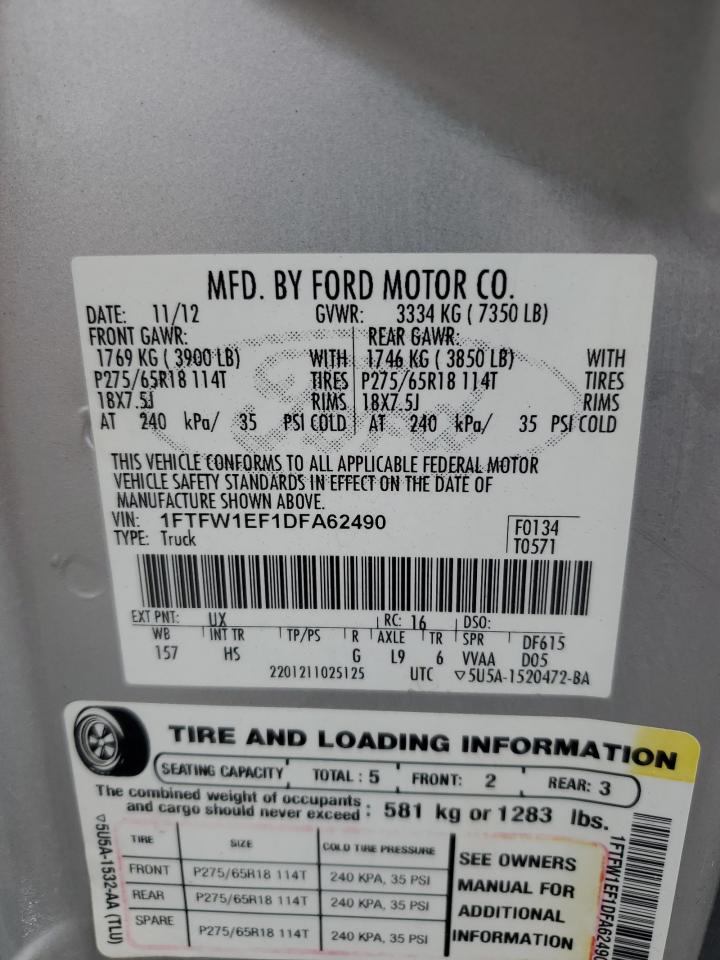 MFD. BY FORD MOTOR CO.
DATE: 11/12 GVWR: 3334 KG ( 7350 LB)
FRONT GAWR: REAR GAWR:
1769 KG ( 3900 LB) WITH 1746 KG ( 3850 LB) WITH
P275/65R18 114T TIRES P275/65R18 114T TIRES
18X7.5J RIMS 18X7.5J RIMS
AT 240 kPa/ 35 PSI COLD AT 240 kPa/ 35 PSI COLD
Ford
THIS VEHICLE CONFORMS TO ALL APPLICABLE FEDERAL MOTOR
VEHICLE SAFETY STANDARDS IN EFFECT ON THE DATE OF
MANUFACTURE SHOWN ABOVE.
VIN: 1FTFW1EF1DFA62490
TYPE: Truck
F0134
T0571
EXT PNT: UX RC: 16 DSO:
WB INT TR TP/PS R AXLE TR SPR DF615
157 HS G L9 6 VVAA D05
2201211025125 UTC ▽5U5A-1520472-BA
TIRE AND LOADING INFORMATION
SEATING CAPACITY TOTAL : 5 FRONT: 2 REAR: 3
The combined weight of occupants
and cargo should never exceed : 581 kg or 1283 lbs.
TIRE SIZE COLD TIRE PRESSURE
FRONT P275/65R18 114T 240 KPA, 35 PSI
REAR P275/65R18 114T 240 KPA, 35 PSI
SPARE P275/65R18 114T 240 KPA, 35 PSI
SEE OWNERS
MANUAL FOR
ADDITIONAL
INFORMATION
▽5U5A-1532-AA (TLU)
1FTFW1EF1DFA62490